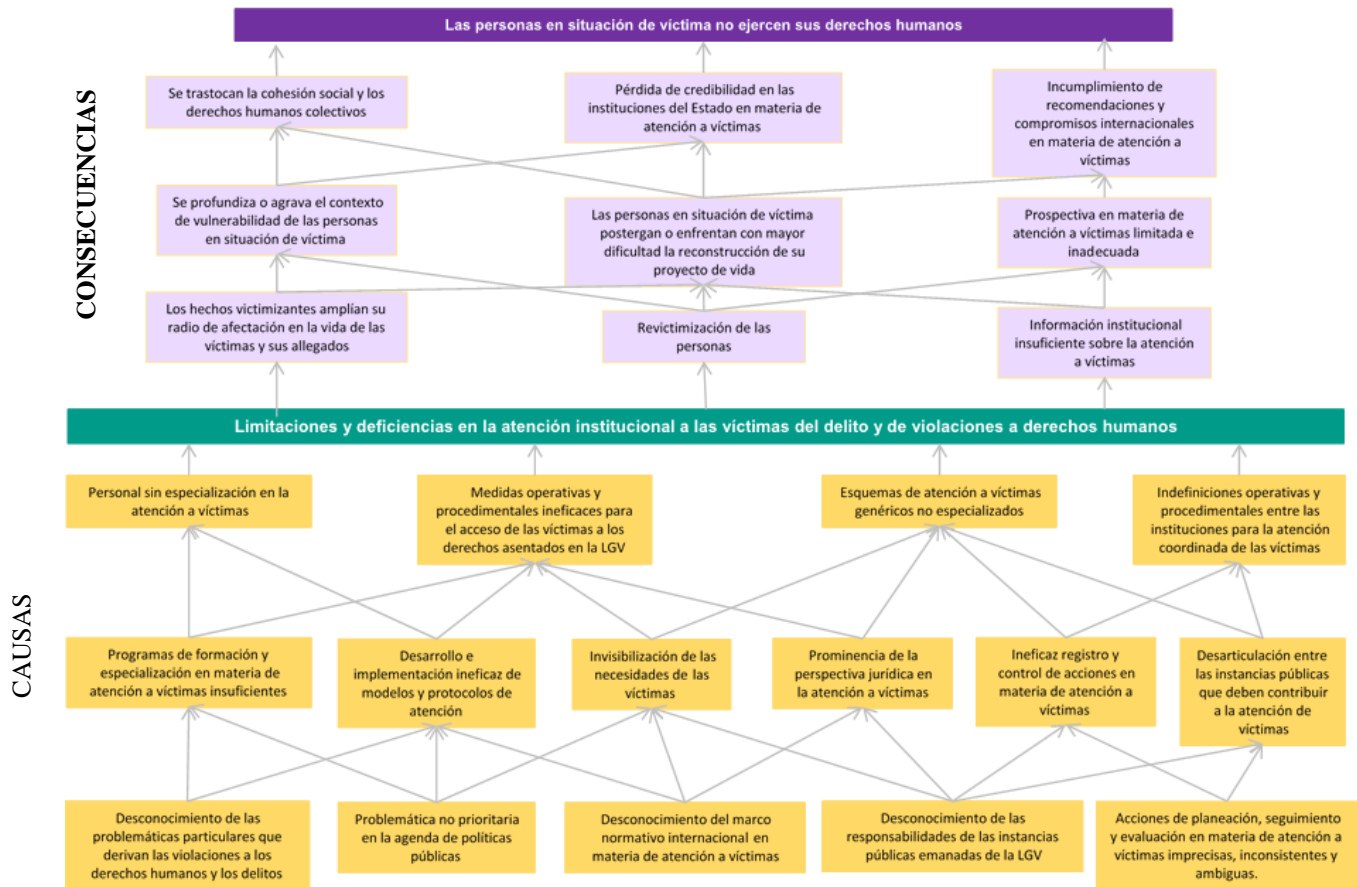 Las personas en situación de víctima no ejercen sus derechos humanos
CONSECUENCIAS
Se trastocan la cohesión social y los
derechos humanos colectivos
Pérdida de credibilidad en las
instituciones del Estado en materia de
atención a víctimas
Incumplimiento de
recomendaciones y
compromisos internacionales
en materia de atención a
víctimas
Se profundiza o agrava el contexto
de vulnerabilidad de las personas
en situación de víctima
Las personas en situación de víctima
postergan o enfrentan con mayor
dificultad la reconstrucción de su
proyecto de vida
Prospectiva en materia de
atención a víctimas limitada e
inadecuada
Los hechos victimizantes amplían su
radio de afectación en la vida de las
víctimas y sus allegados
Revictimización de las
personas
Información institucional
insuficiente sobre la atención
a víctimas
Limitaciones y deficiencias en la atención institucional a las víctimas del delito y de violaciones a derechos humanos
CAUSAS
Personal sin especialización en la
atención a víctimas
Medidas operativas y
procedimentales ineficaces para
el acceso de las víctimas a los
derechos asentados en la LGV
Esquemas de atención a víctimas
genéricos no especializados
Indefiniciones operativas y
procedimentales entre las
instituciones para la atención
coordinada de las víctimas
Programas de formación y
especialización en materia de
atención a víctimas insuficientes
Desarrollo e
implementación ineficaz de
modelos y protocolos de
atención
Invisibilización de las
necesidades de las
víctimas
Prominencia de la
perspectiva jurídica en
la atención a víctimas
Ineficaz registro y
control de acciones en
materia de atención a
víctimas
Desarticulación entre
las instancias públicas
que deben contribuir
a la atención de
víctimas
Desconocimiento de las
problemáticas particulares que
derivan las violaciones a los
derechos humanos y los delitos
Problemática no prioritaria
en la agenda de políticas
públicas
Desconocimiento del marco
normativo internacional en
materia de atención a víctimas
Desconocimiento de las
responsabilidades de las instancias
públicas emanadas de la LGV
Acciones de planeación, seguimiento
y evaluación en materia de atención a
víctimas imprecisas, inconsistentes y
ambiguas.